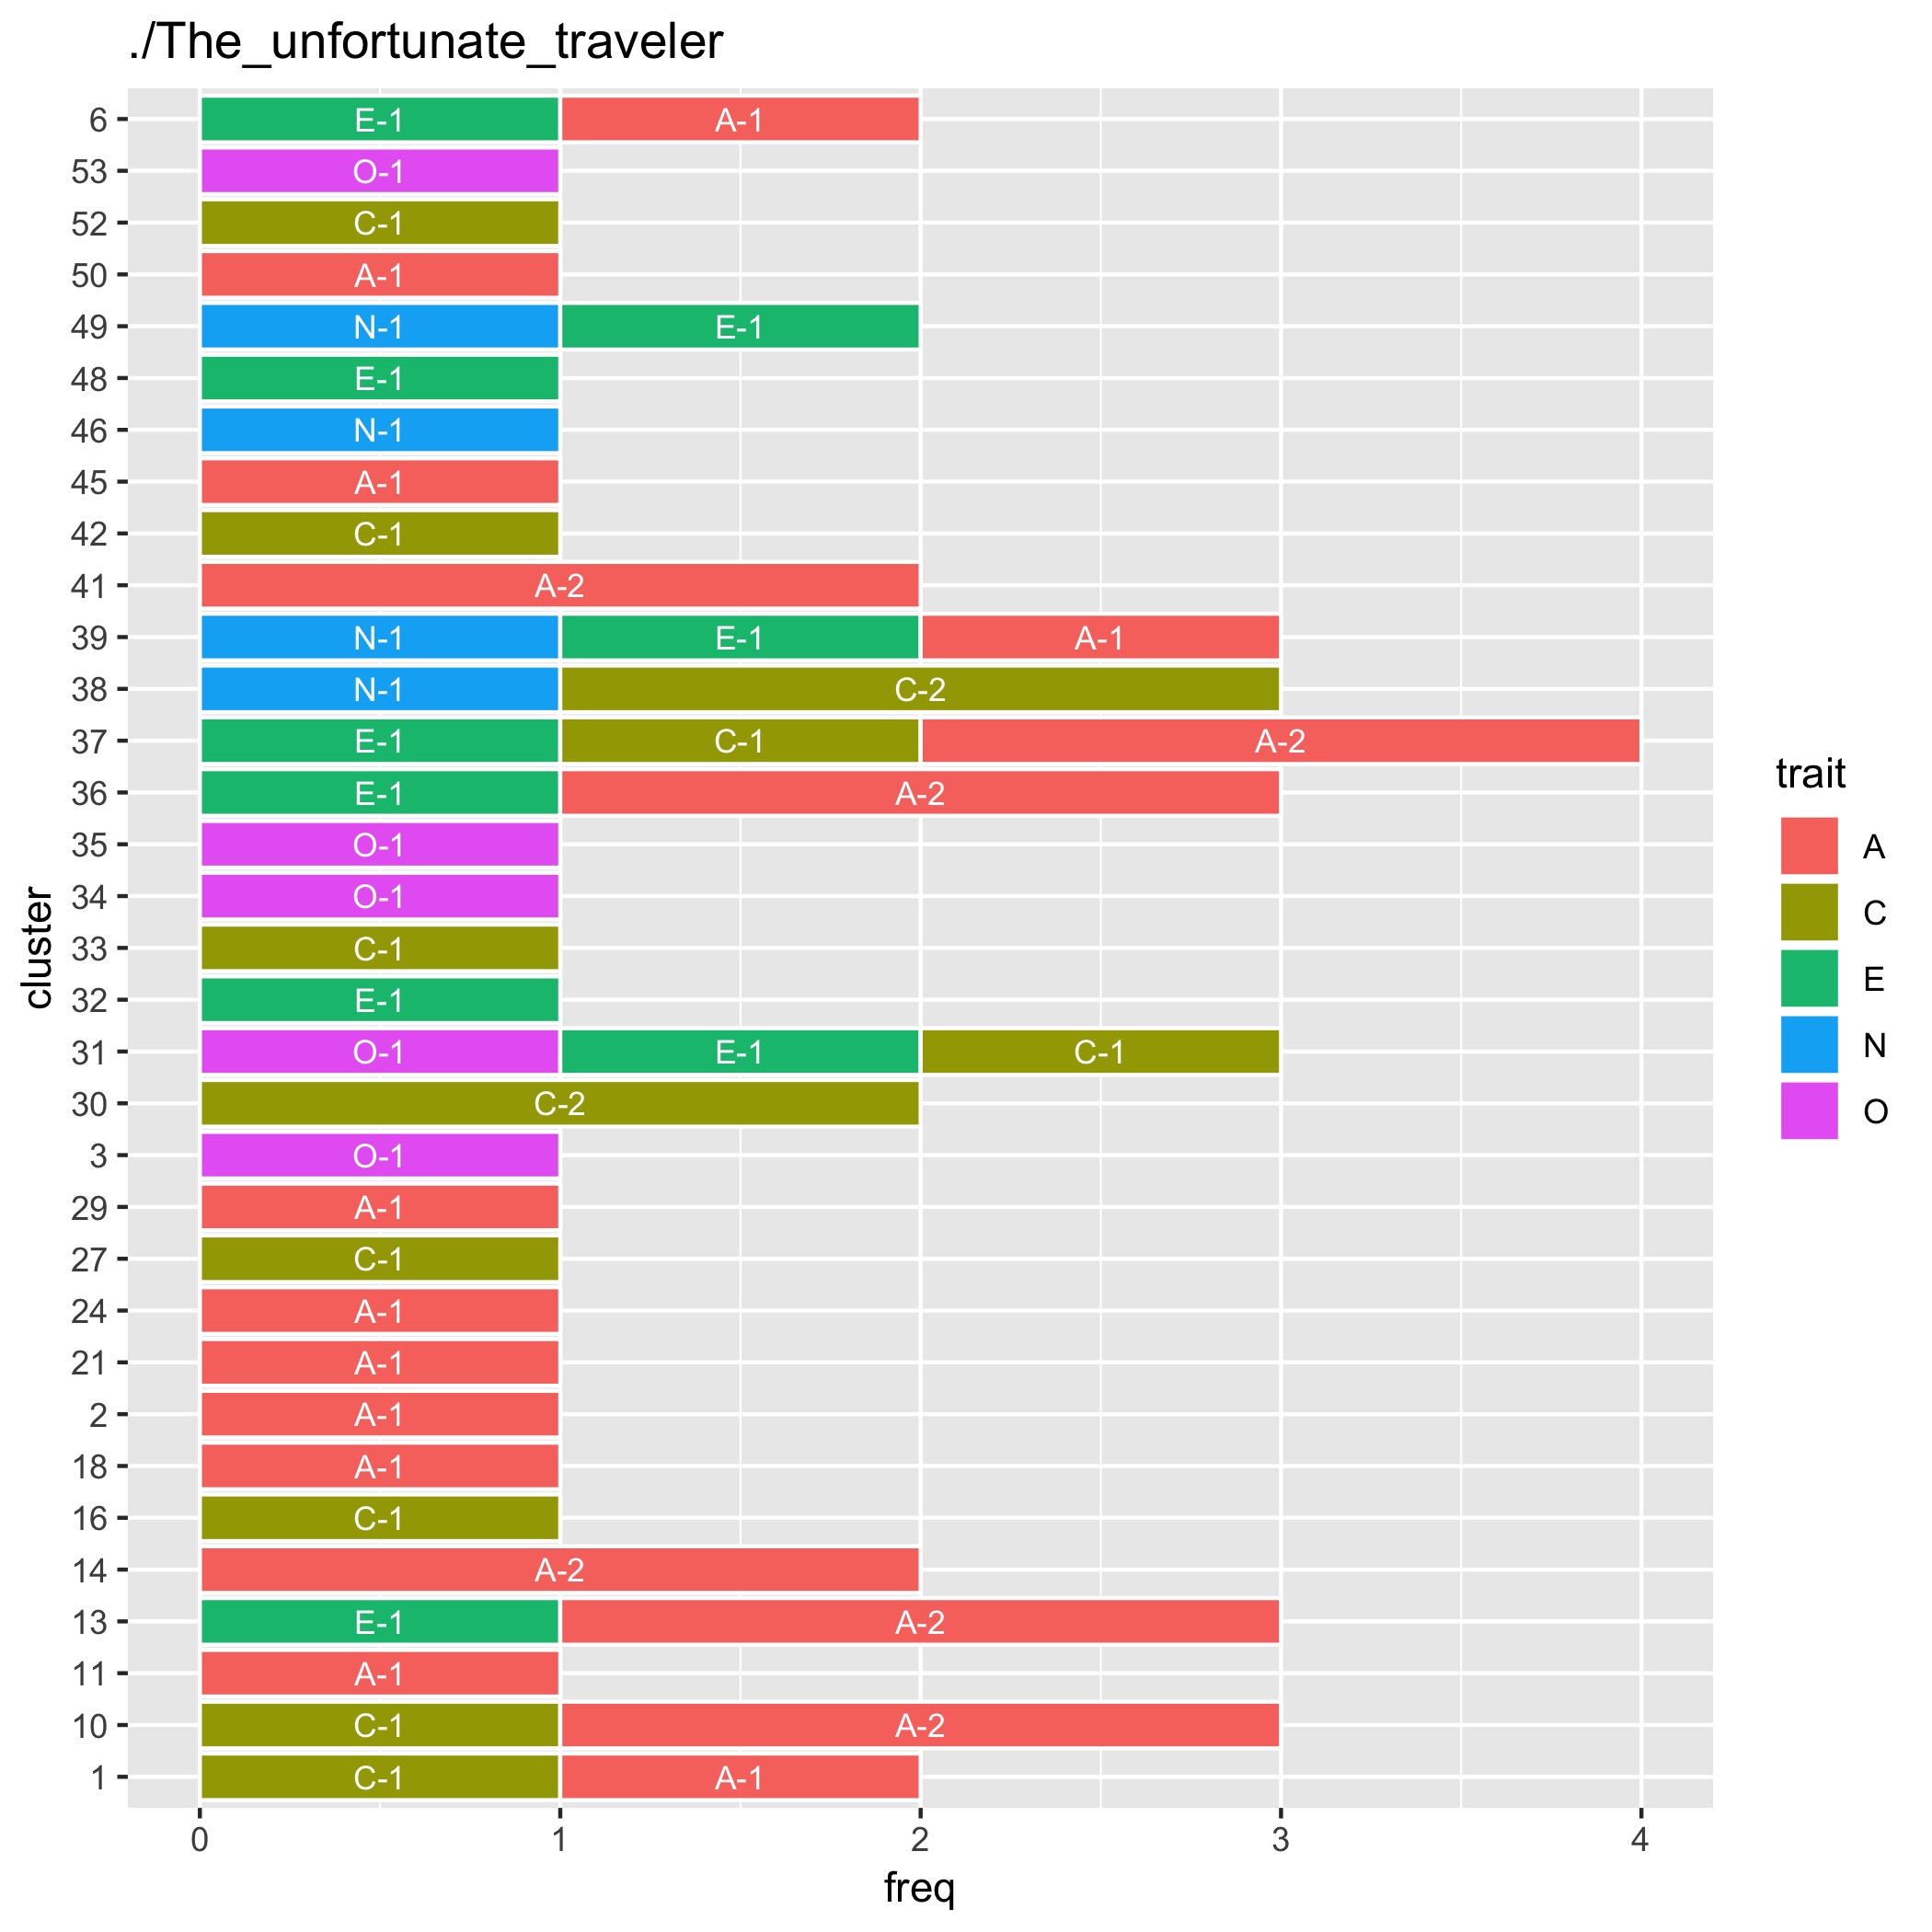 ./The_unfortunate_traveler
6 E-1 A-1
53 O-1
52 C-1
50 A-1
49 N-1 E-1
48 E-1
46 N-1
45 A-1
42 C-1
41 A-2
39 N-1 E-1 A-1
38 N-1 C-2
37 E-1 C-1 A-2
36 E-1 A-2
35 O-1
34 O-1
33 C-1
32 E-1
31 O-1 E-1 C-1
30 C-2
3 O-1
29 A-1
27 C-1
24 A-1
21 A-1
2 A-1
18 A-1
16 C-1
14 A-2
13 E-1 A-2
11 A-1
10 C-1 A-2
1 C-1 A-1
0 1 2 3 4
freq
cluster
trait
A
C
E
N
O